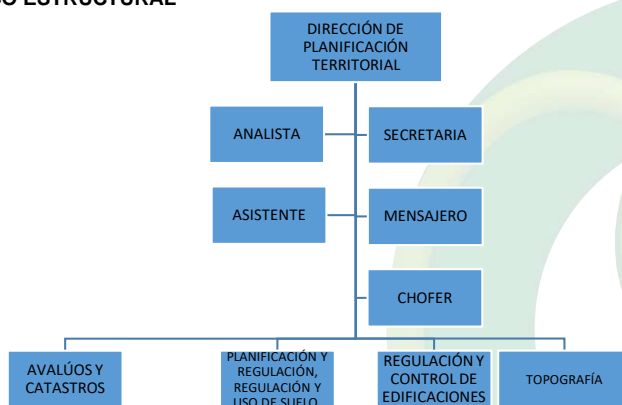 ESTRUCTURAL
DIRECCIÓN DE
PLANIFICACIÓN
TERRITORIAL
ANALISTA
SECRETARIA
ASISTENTE
MENSAJERO
CHOFER
AVALÚOS Y
CATASTROS
PLANIFICACIÓN Y
REGULACIÓN,
REGULACIÓN Y
USO DE SUELO
REGULACIÓN Y
CONTROL DE
EDIFICACIONES
TOPOGRAFÍA